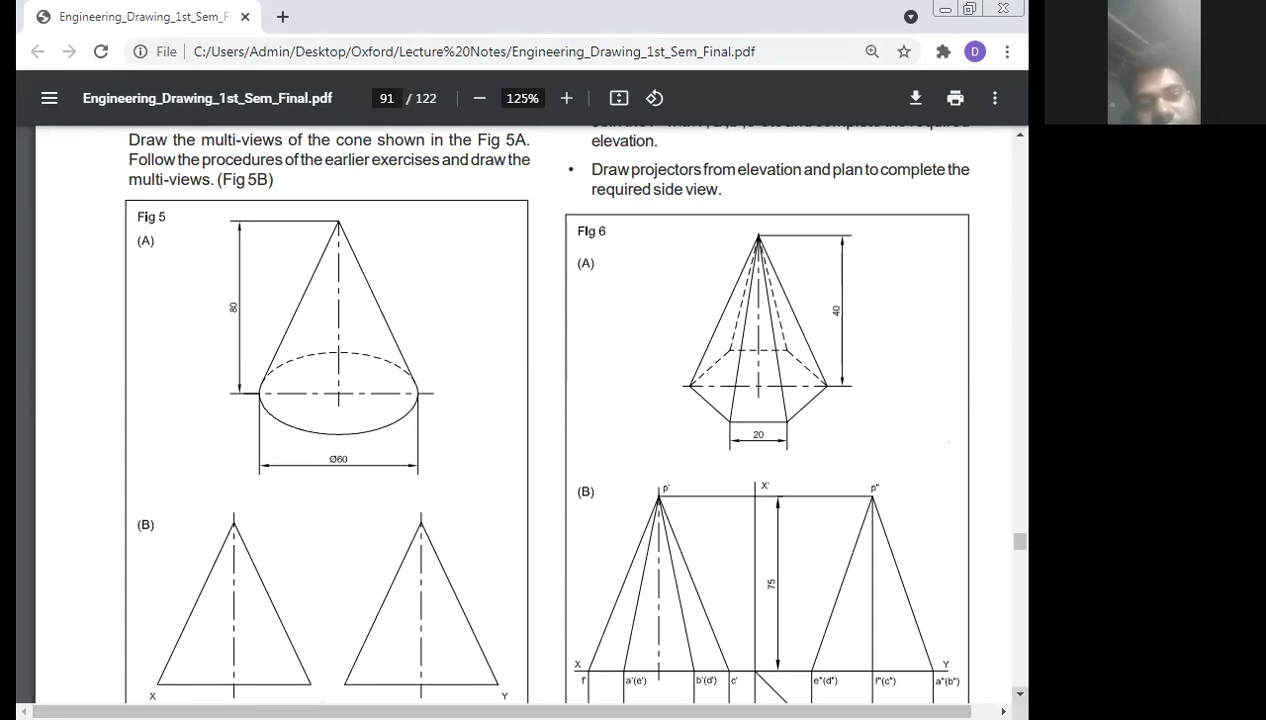 Engineering_Drawing_1st_Sem_F
File
C:/Users/Admin/Desktop/Oxford/Lecture%20Notes/Engineering_Drawing_1st_Sem_Final.pdf
D
Engineering_Drawing_1st_Sem_Final.pdf
91 / 122
125%
Draw the multi-views of the cone shown in the Fig 5A.
Follow the procedures of the earlier exercises and draw the
multi-views. (Fig 5B)
Fig 5
(A)
80
Ø60
(B)
X
Y
elevation.
• Draw projectors from elevation and plan to complete the
required side view.
FIg 6
(A)
40
20
(B)
p'
X'
p"
75
X
Y
f'
a'(e')
b'(d')
c'
e"(d")
f"(c")
a"(b")